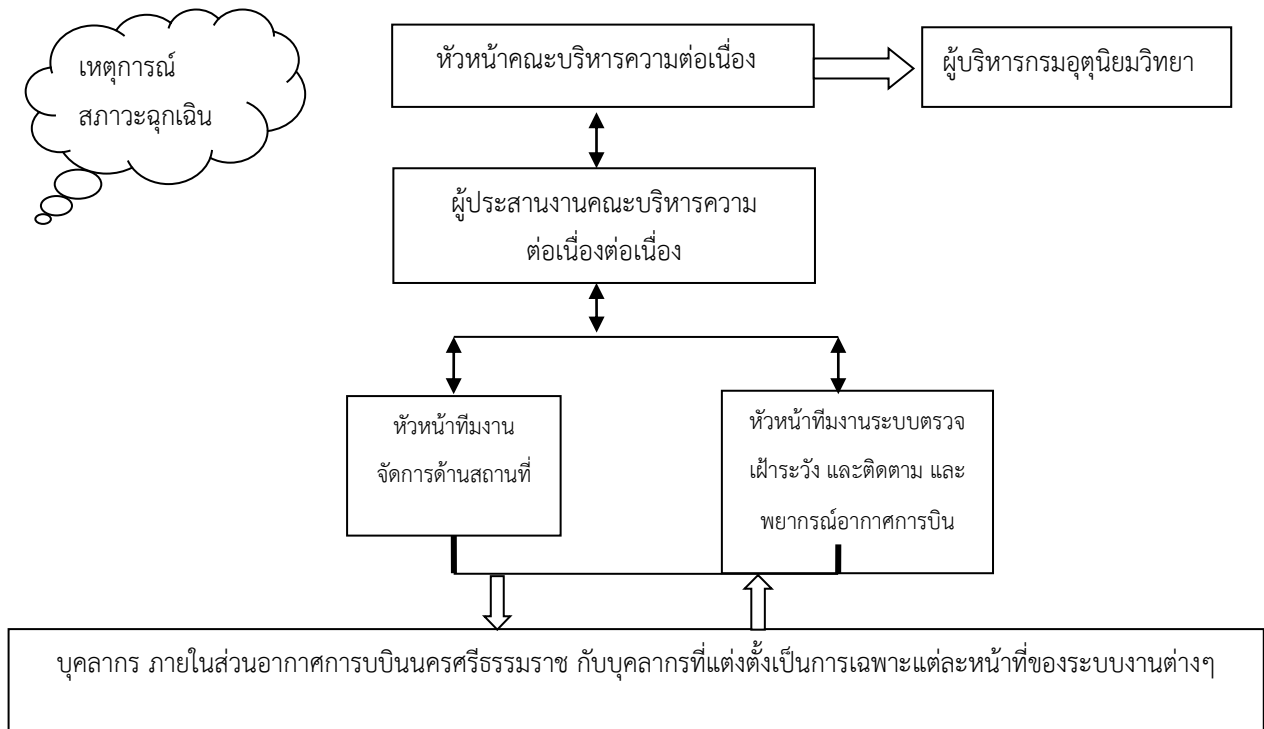 เหตุการณ์
สภาวะฉุกเฉิน
หัวหน้าคณะบริหารความต่อเนื่อง
ผู้บริหารกรมอุตุนิยมวิทยา
ผู้ประสานงานคณะบริหารความ
ต่อเนื่องต่อเนื่อง
หัวหน้าทีมงาน
จัดการด้านสถานที่
หัวหน้าทีมงานระบบตรวจ
เฝ้าระวัง และติดตาม และ
พยากรณ์อากาศการบิน
บุคลากร ภายในส่วนอากาศการบบินนครศรีธรรมราช กับบุคลากรที่แต่งตั้งเป็นการเฉพาะแต่ละหน้าที่ของระบบงานต่างๆ